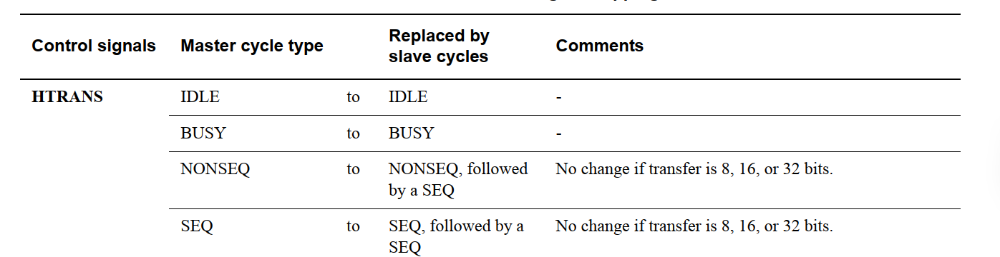 Control signals Master cycle type Replaced by slave cycles Comments
HTRANS IDLE to IDLE -
BUSY to BUSY -
NONSEQ to NONSEQ, followed by a SEQ No change if transfer is 8, 16, or 32 bits.
SEQ to SEQ, followed by a SEQ No change if transfer is 8, 16, or 32 bits.